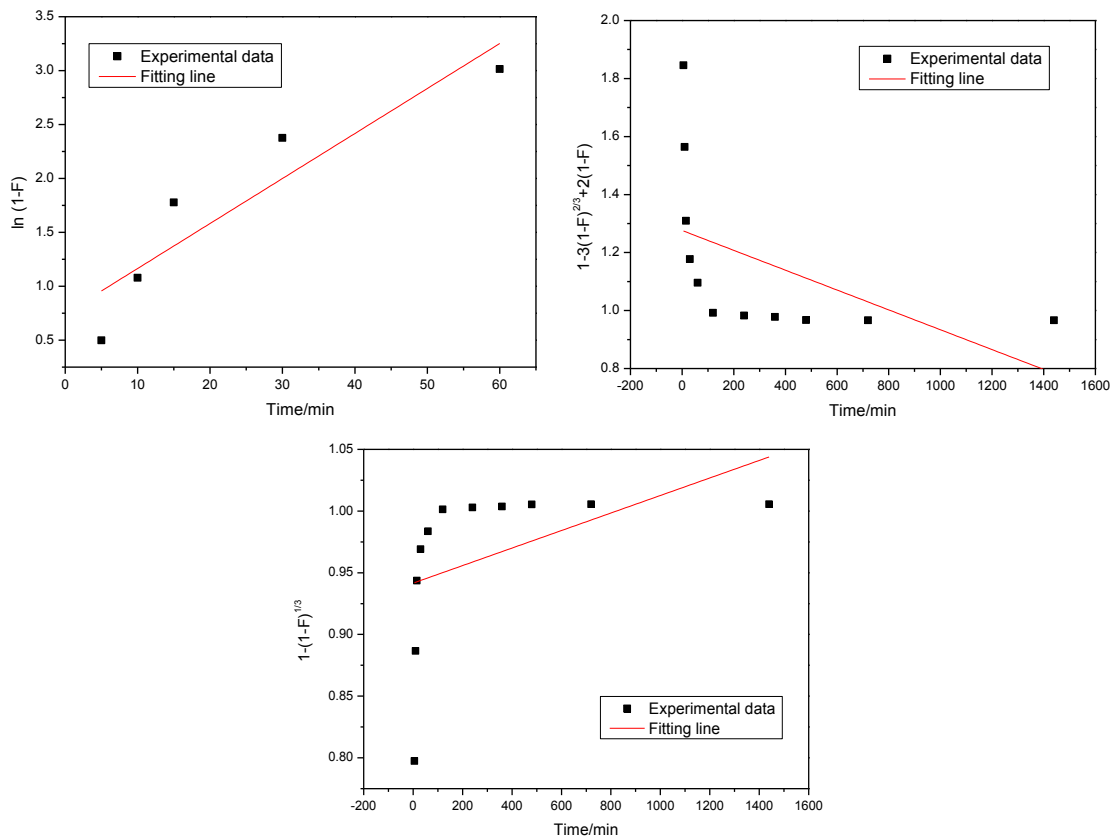 ln (1-F)
3.0
2.5
2.0
1.5
1.0
0.5
Experimental data
Fitting line
0 10 20 30 40 50 60
Time/min
1-3(1-F)^{2/3}+2(1-F)
2.0
1.8
1.6
1.4
1.2
1.0
0.8
Experimental data
Fitting line
-200 0 200 400 600 800 1000 1200 1400 1600
Time/min
1-(1-F)^{1/3}
1.05
1.00
0.95
0.90
0.85
0.80
Experimental data
Fitting line
-200 0 200 400 600 800 1000 1200 1400 1600
Time/min